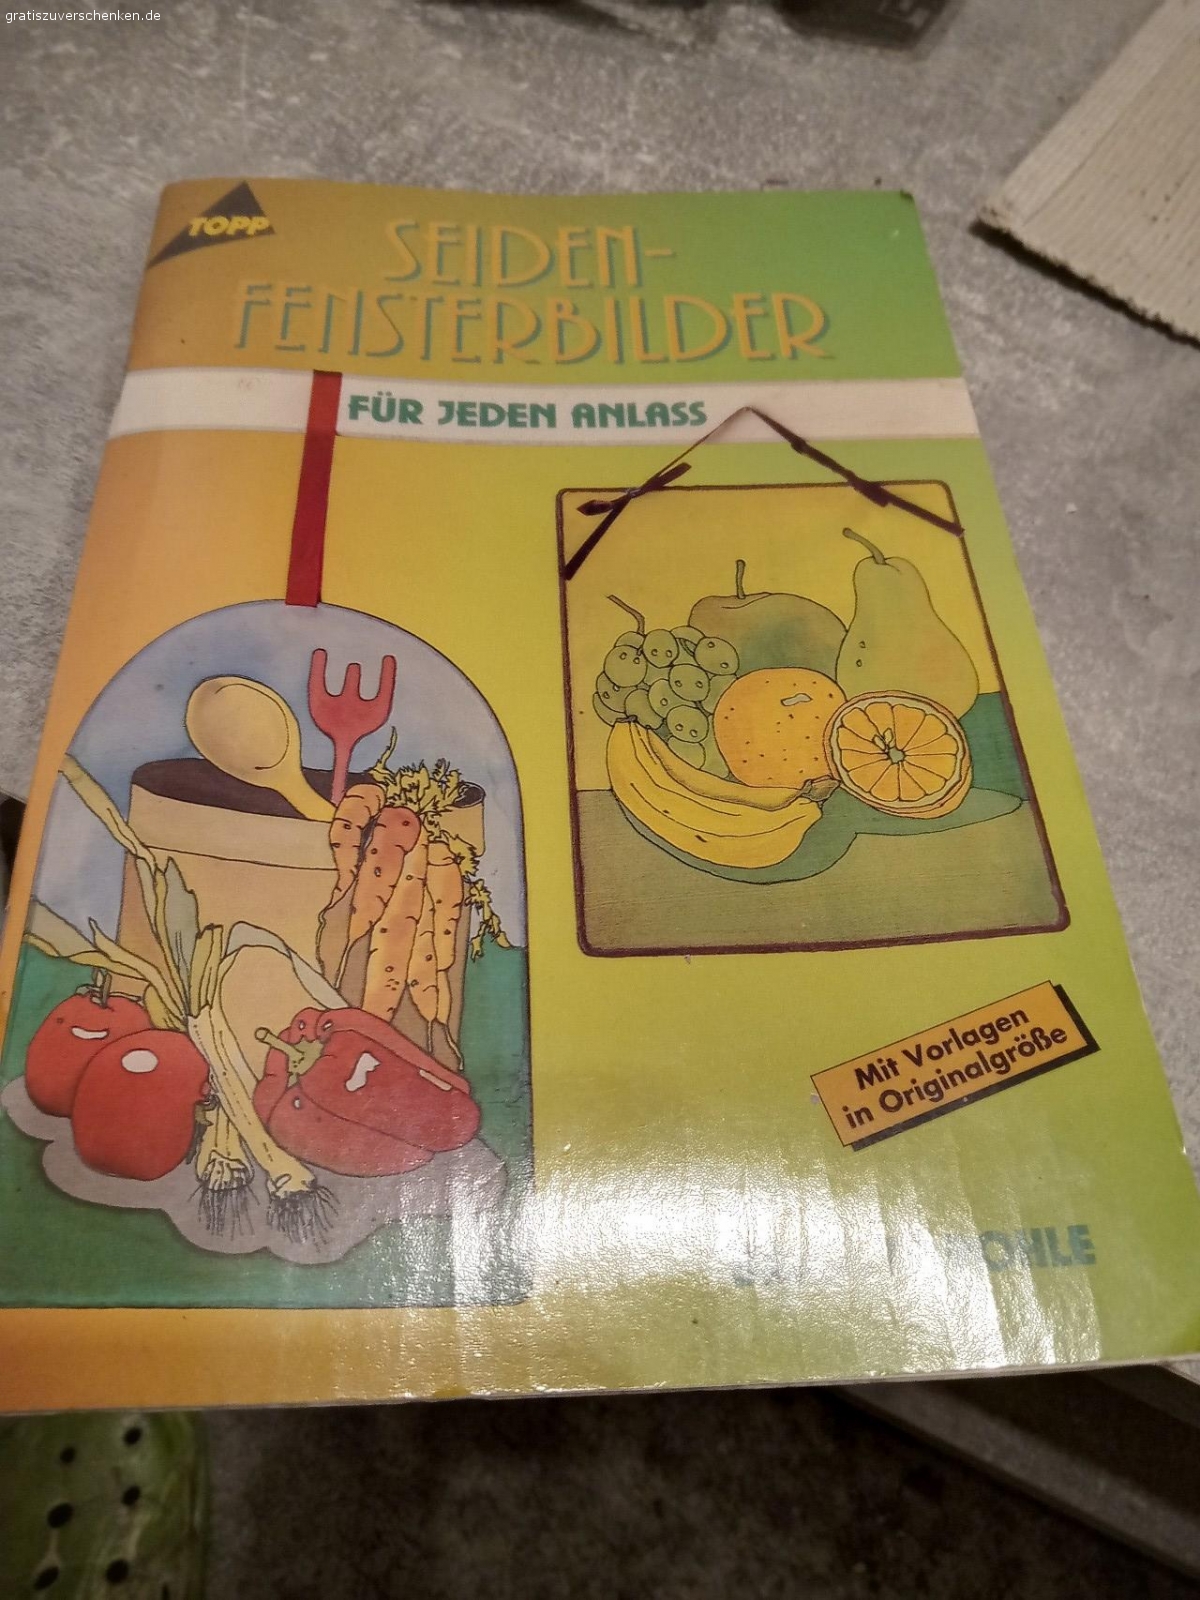 gratiszuverschenken.de
TOPP
SEIDEN-
FENSTERBILDER
FÜR JEDEN ANLASS
Mit Vorlagen
in Originalgröße